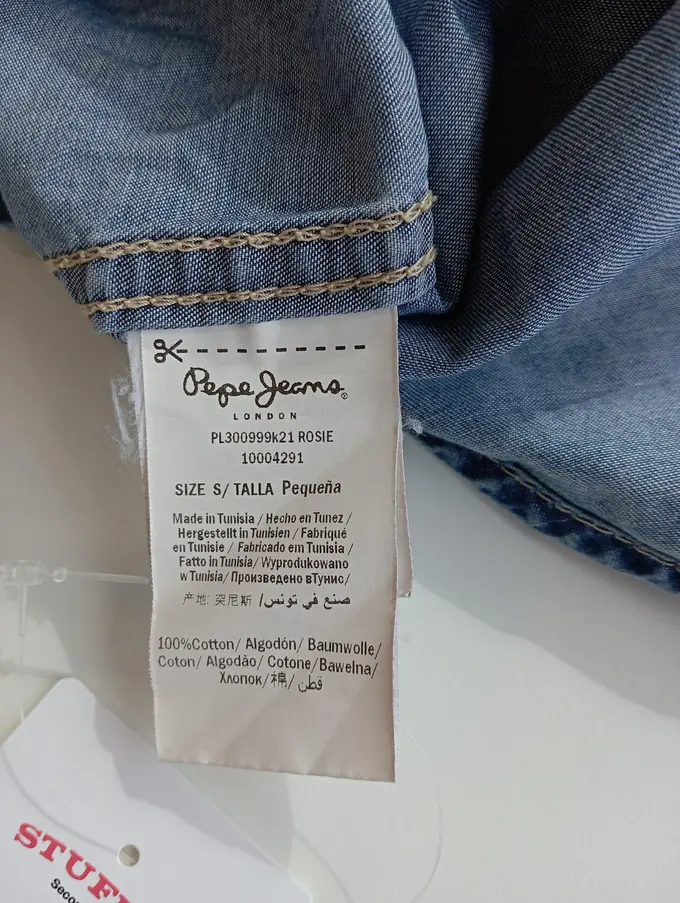 Pepe Jeans®
LONDON
PL300999k21 ROSIE
10004291
SIZE S/ TALLA Pequeña
Made in Tunisia / Hecho en Tunez /
Hergestellt in Tunisien / Fabriqué
en Tunisie / Fabricado em Tunisia /
Fatto in Tunisia / Wyprodukowano
w Tunisia / Произведено вТунис/
产地: 突尼斯 /صنع في تونس
100%Cotton/ Algodón/ Baumwolle/
Coton/ Algodão/ Cotone/Bawelna/
Хлопок/棉/ قطن